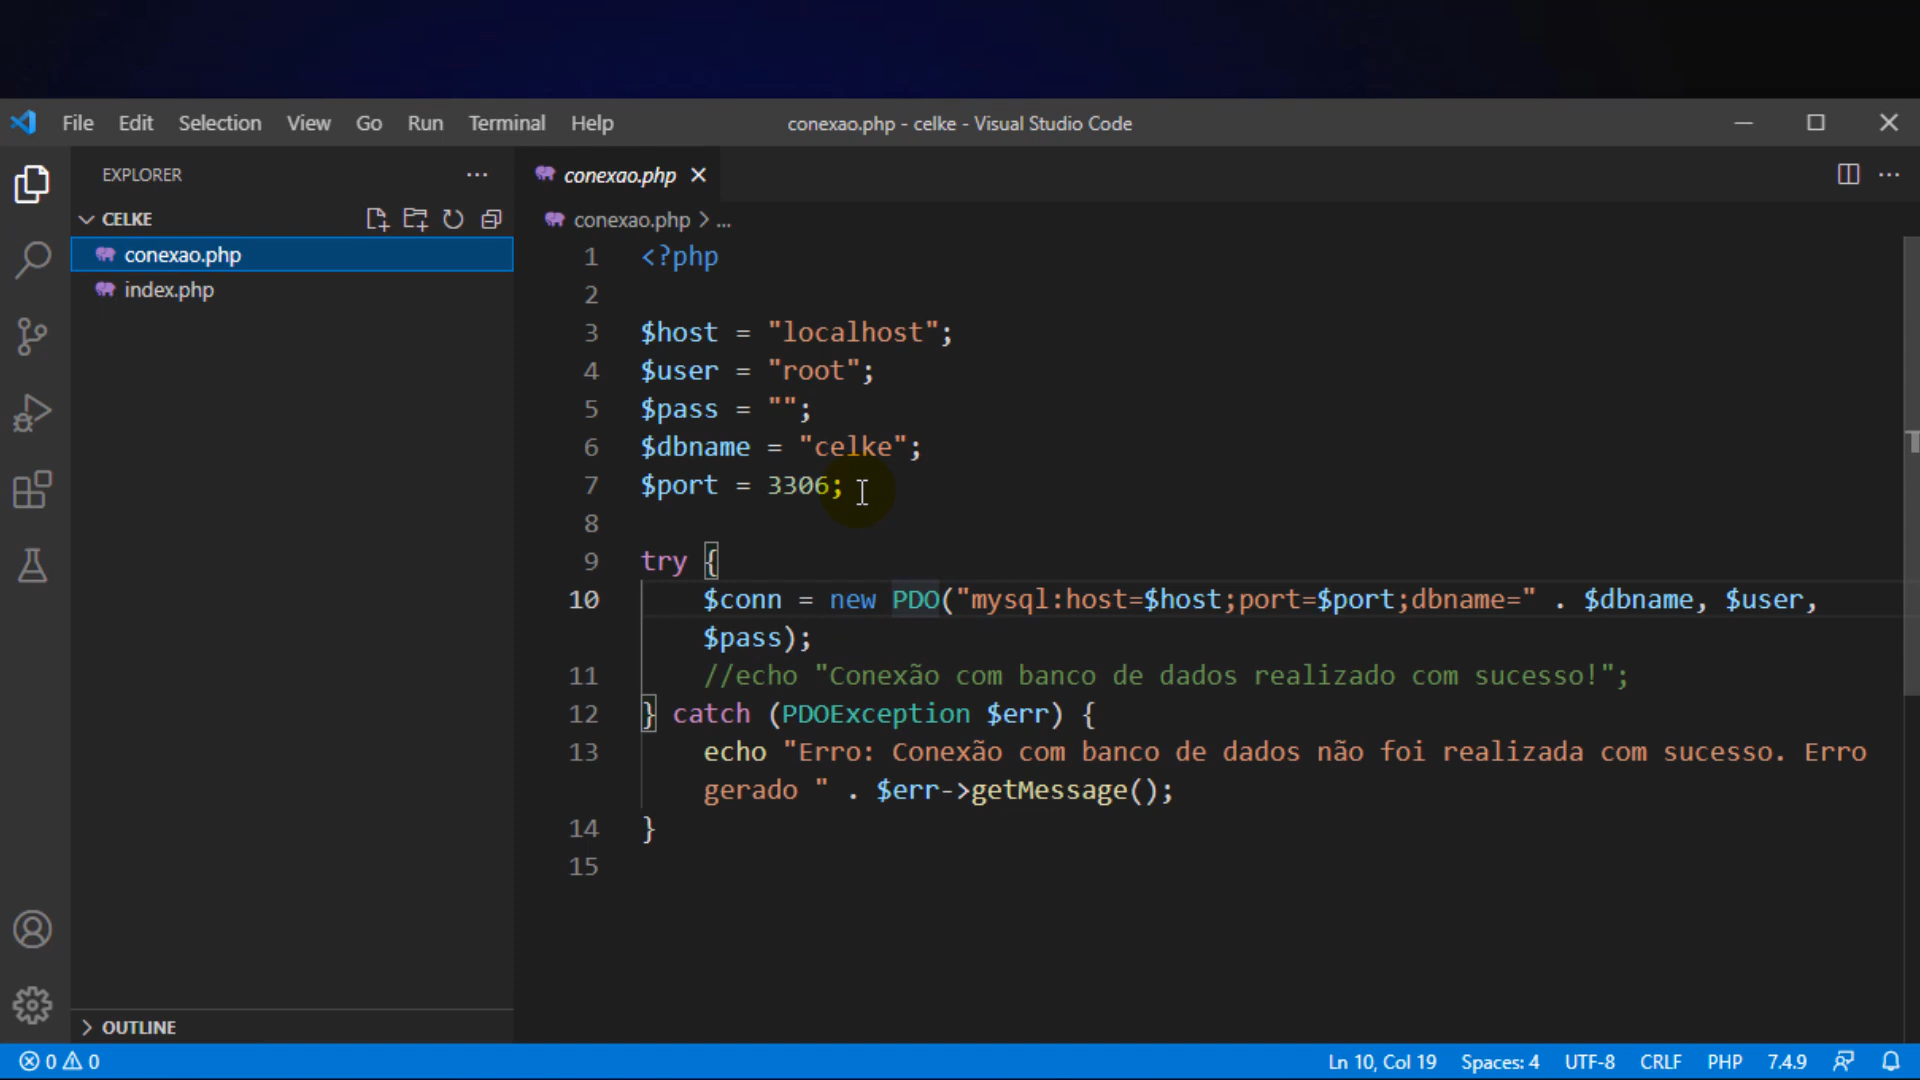 File Edit Selection View Go Run Terminal Help
conexao.php - celke - Visual Studio Code
EXPLORER
CELKE
conexao.php
index.php
OUTLINE
conexao.php
conexao.php > ...
1 <?php
2
3 $host = "localhost";
4 $user = "root";
5 $pass = "";
6 $dbname = "celke";
7 $port = 3306;
8
9 try {
10 $conn = new PDO("mysql:host=$host;port=$port;dbname=" . $dbname, $user,
$pass);
11 //echo "Conexão com banco de dados realizado com sucesso!";
12 } catch (PDOException $err) {
13 echo "Erro: Conexão com banco de dados não foi realizada com sucesso. Erro
gerado " . $err->getMessage();
14 }
15
0 0 Ln 10, Col 19 Spaces: 4 UTF-8 CRLF PHP 7.4.9